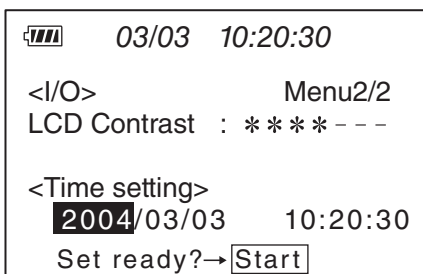 03/03 10:20:30
<I/O> Menu2/2
LCD Contrast : ****---
<Time setting>
2004/03/03 10:20:30
Set ready?→Start